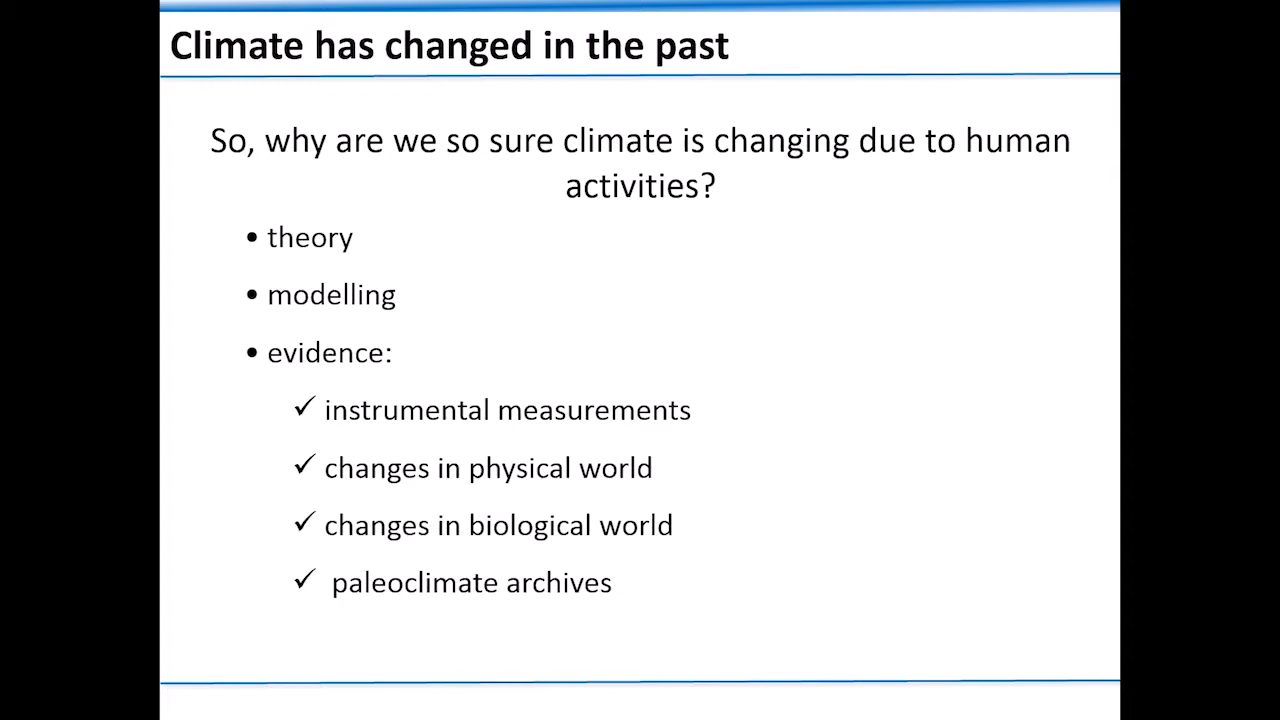 Climate has changed in the past
So, why are we so sure climate is changing due to human
activities?
• theory
• modelling
• evidence:
✓ instrumental measurements
✓ changes in physical world
✓ changes in biological world
✓ paleoclimate archives